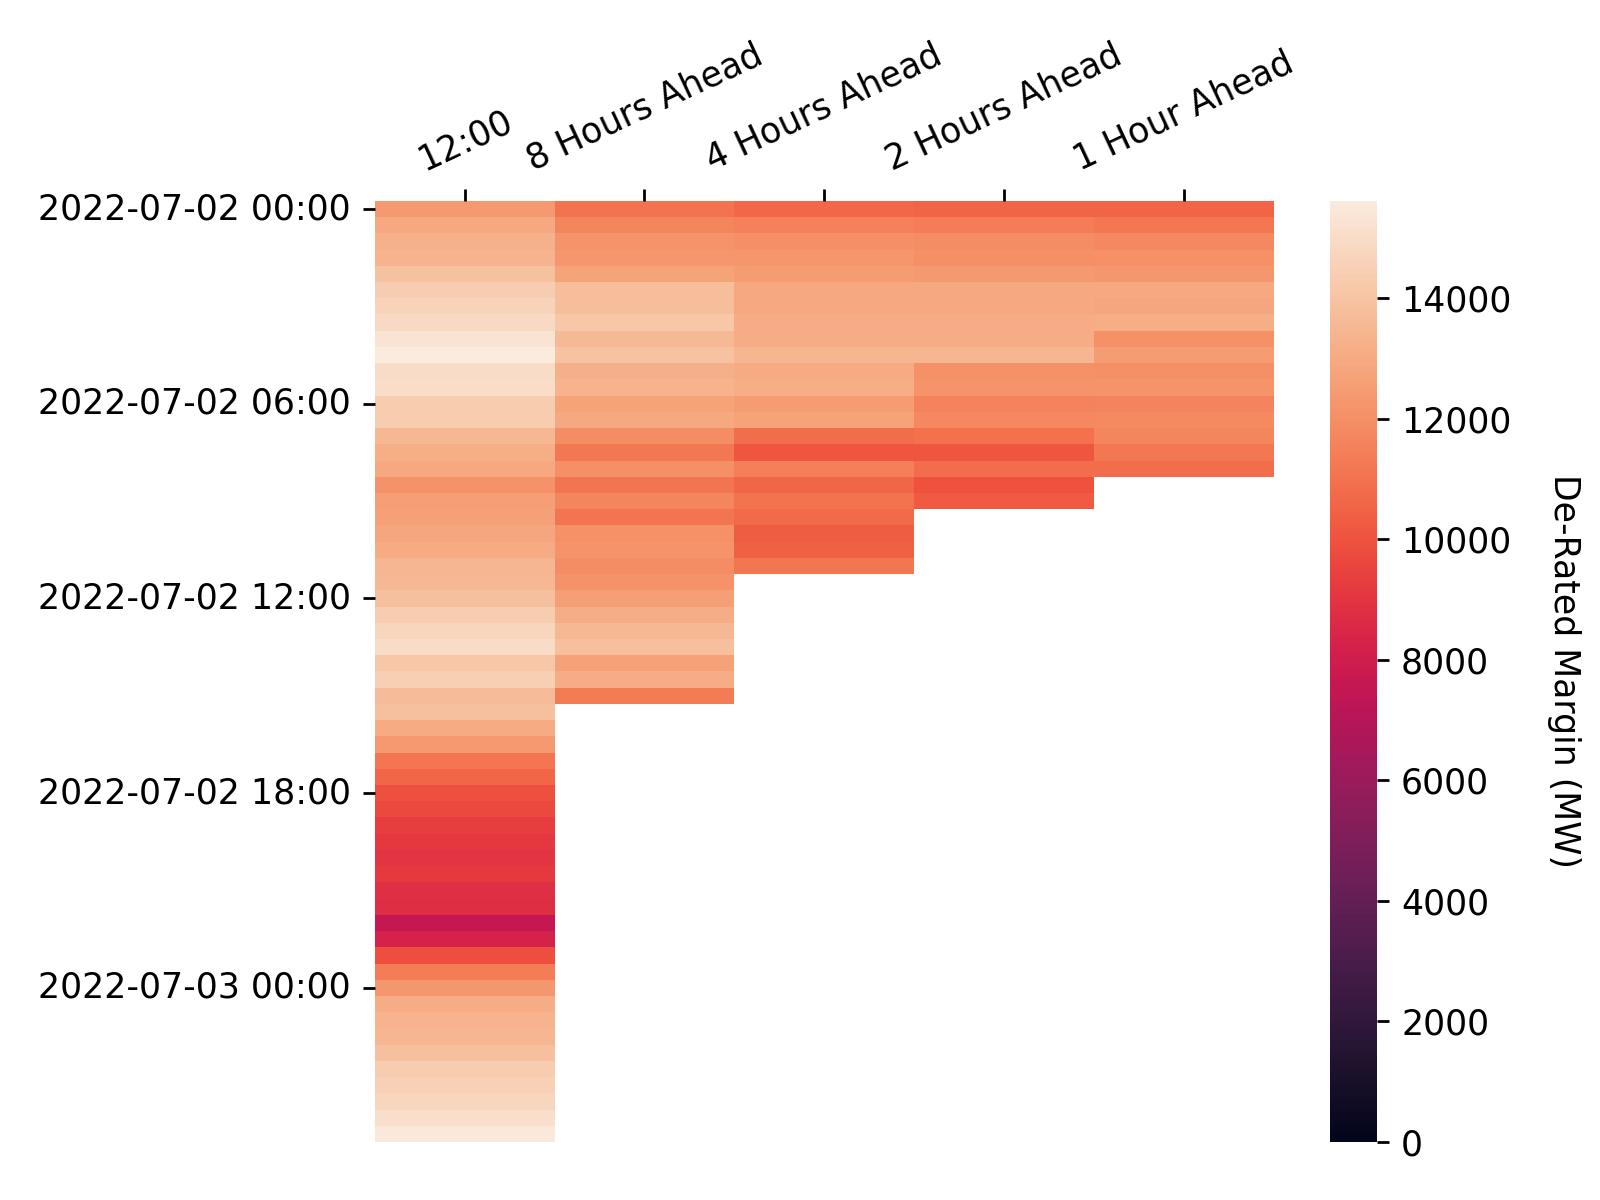 12:00
8 Hours Ahead
4 Hours Ahead
2 Hours Ahead
1 Hour Ahead
2022-07-02 00:00
2022-07-02 06:00
2022-07-02 12:00
2022-07-02 18:00
2022-07-03 00:00
14000
12000
10000
8000
6000
4000
2000
0
De-Rated Margin (MW)